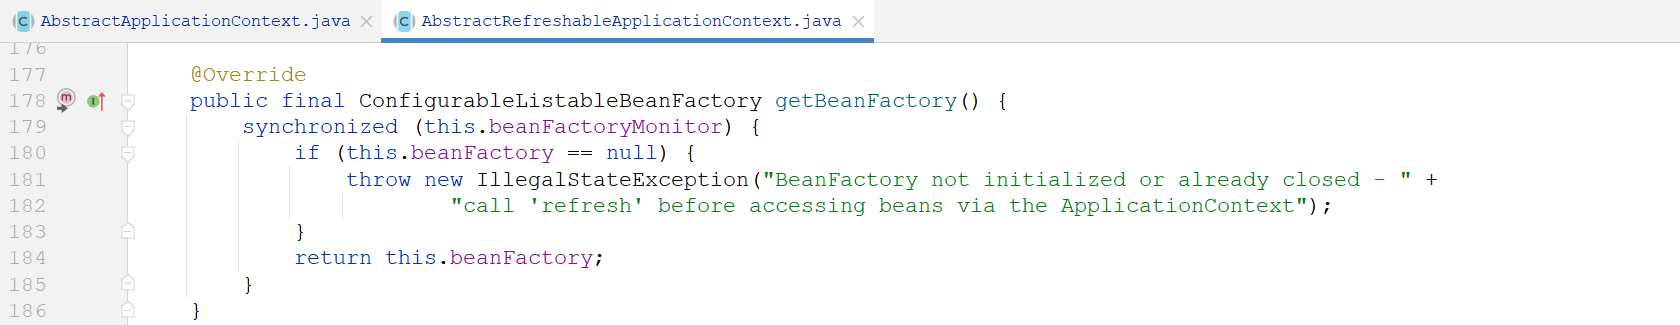 AbstractApplicationContext.java
AbstractRefreshableApplicationContext.java
176
177 @Override
178 public final ConfigurableListableBeanFactory getBeanFactory() {
179 synchronized (this.beanFactoryMonitor) {
180 if (this.beanFactory == null) {
181 throw new IllegalStateException("BeanFactory not initialized or already closed - " +
182 "call 'refresh' before accessing beans via the ApplicationContext");
183 }
184 return this.beanFactory;
185 }
186 }